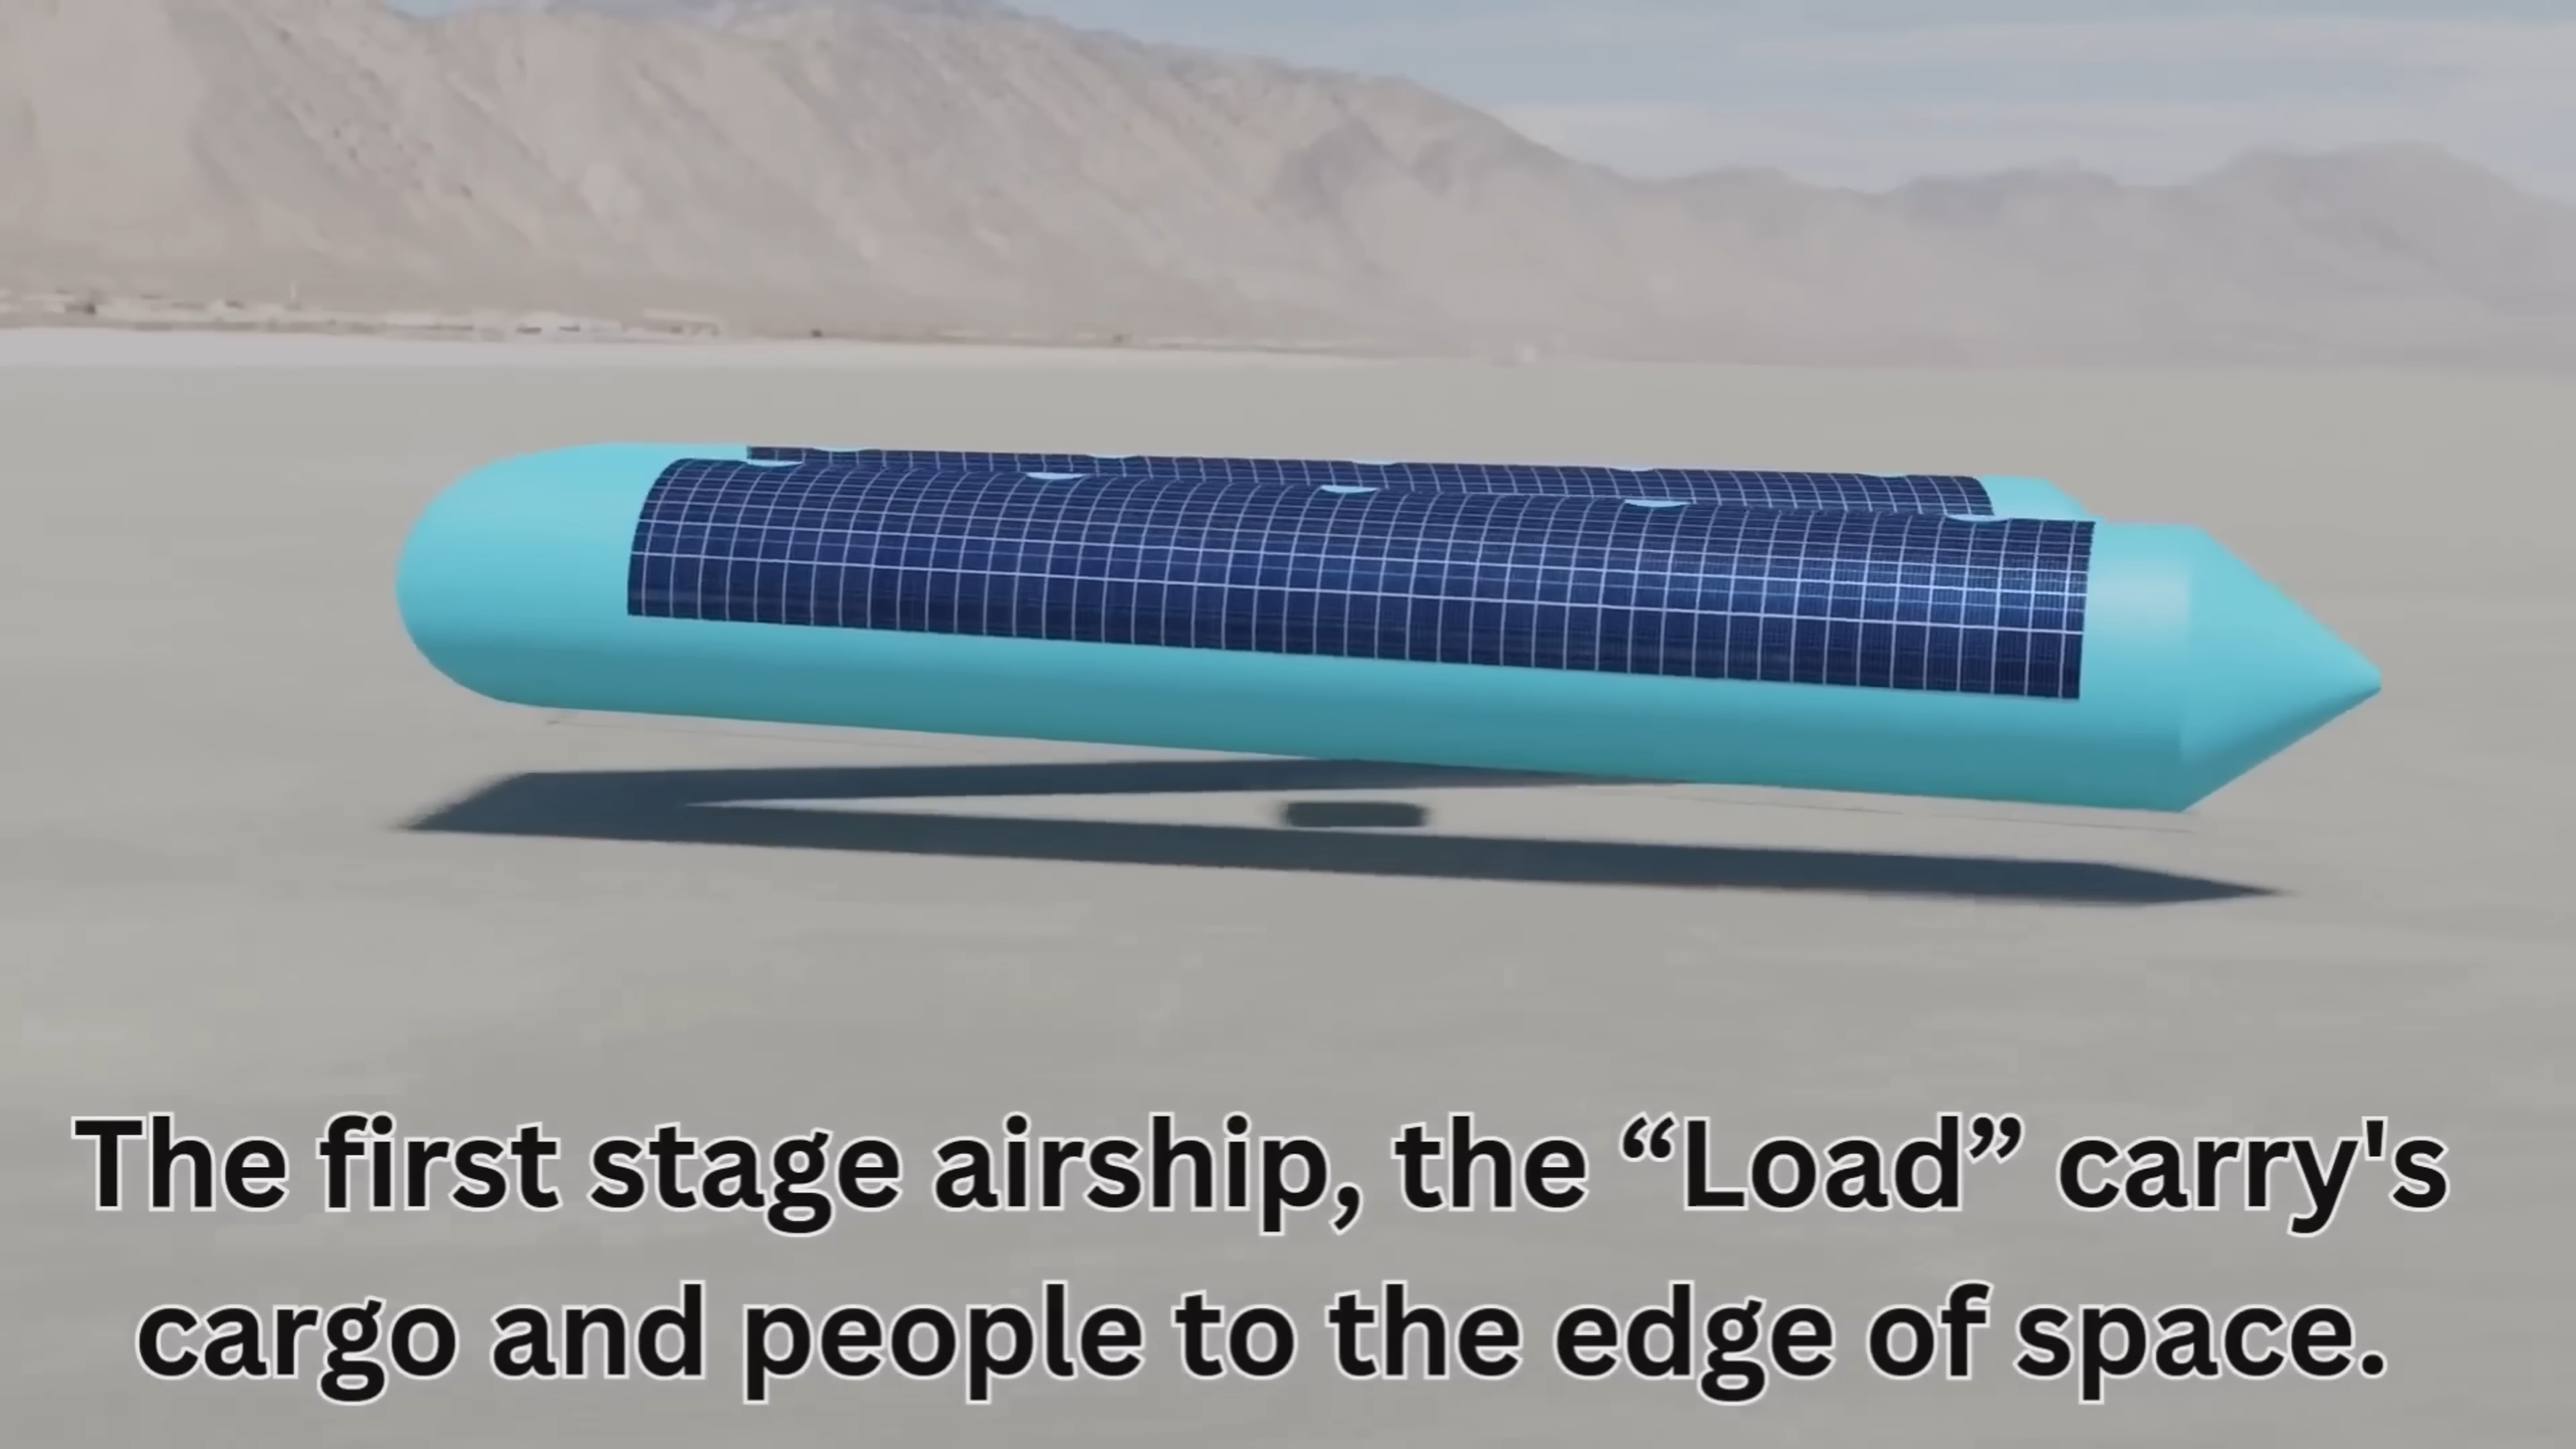 The first stage airship, the “Load” carry's
cargo and people to the edge of space.